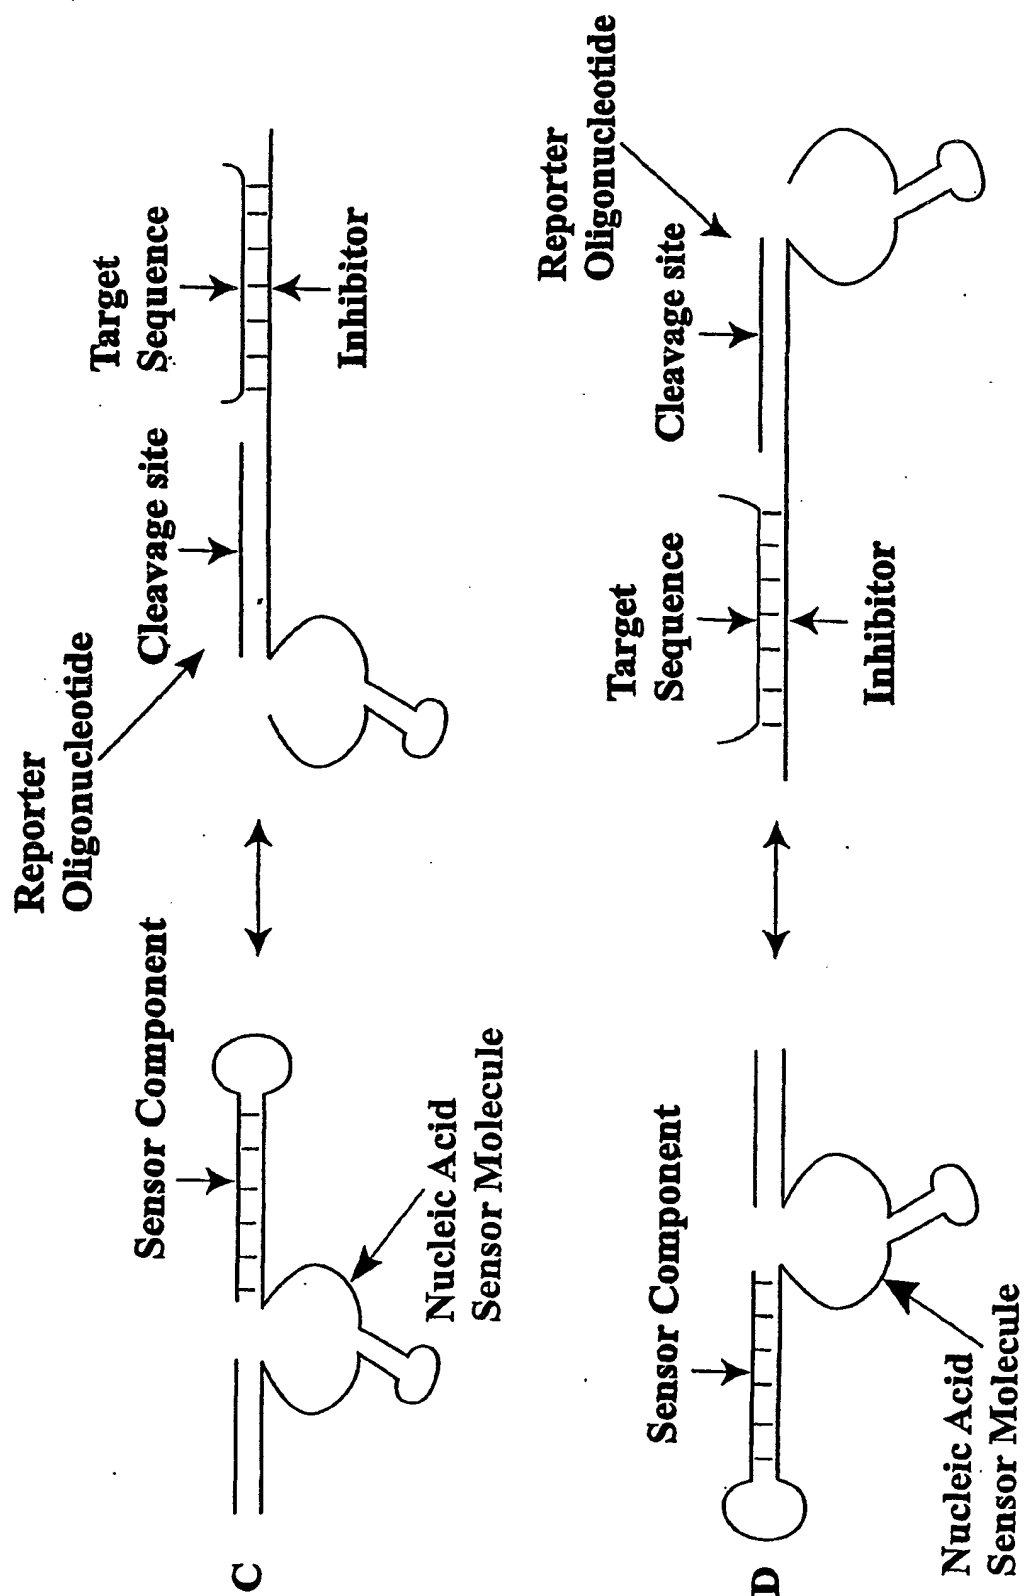 C
Sensor Component
Nucleic Acid
Sensor Molecule
Reporter
Oligonucleotide
Cleavage site
Target
Sequence
Inhibitor
D
Sensor Component
Nucleic Acid
Sensor Molecule
Target
Sequence
Inhibitor
Cleavage site
Reporter
Oligonucleotide